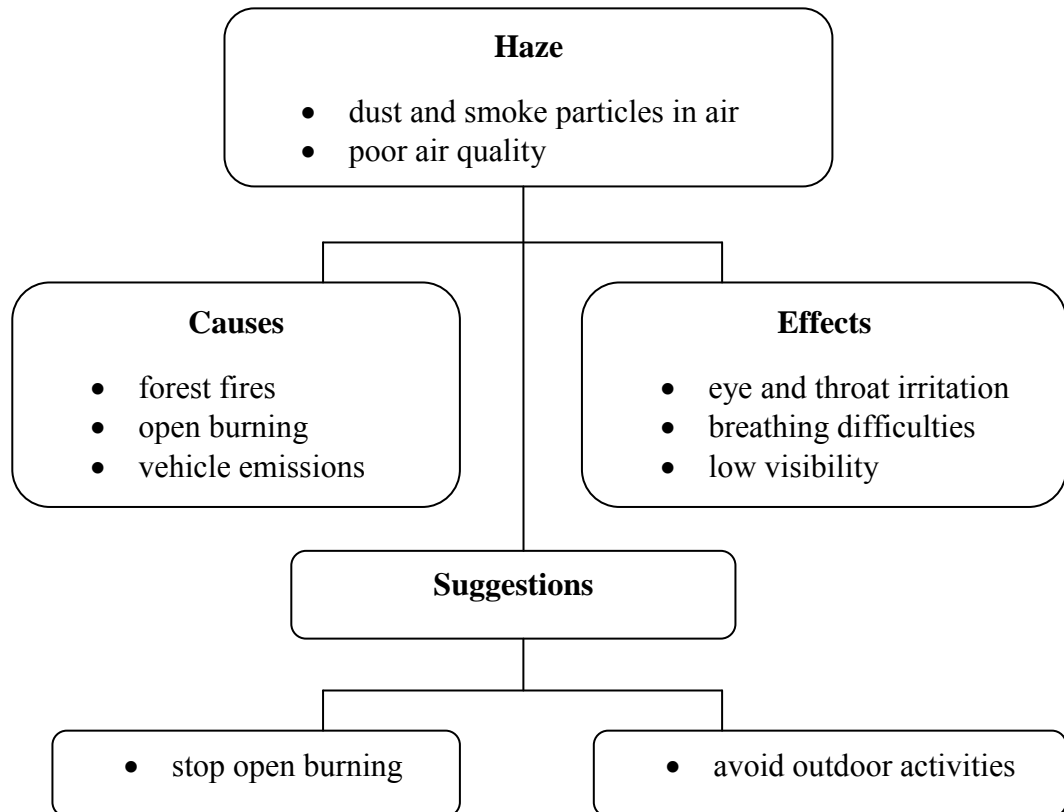 Haze
• dust and smoke particles in air
• poor air quality
Causes
• forest fires
• open burning
• vehicle emissions
Effects
• eye and throat irritation
• breathing difficulties
• low visibility
Suggestions
• stop open burning
• avoid outdoor activities